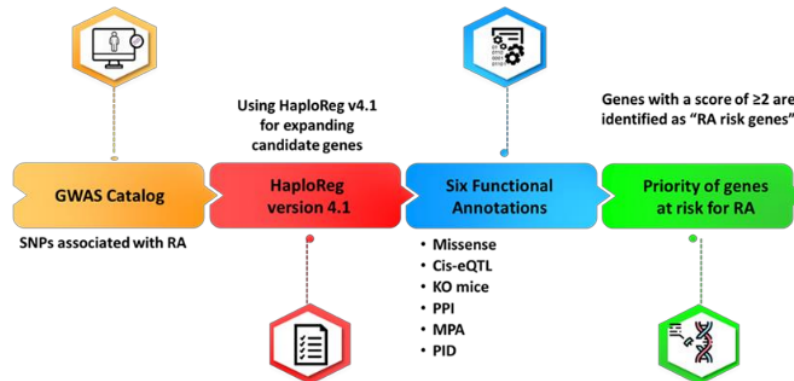 Using HaploReg v4.1
for expanding
candidate genes
Genes with a score of ≥2 are
identified as "RA risk genes"
GWAS Catalog
HaploReg
version 4.1
Six Functional
Annotations
Priority of genes
at risk for RA
SNPs associated with RA
• Missense
• Cis-eQTL
• KO mice
• PPI
• MPA
• PID